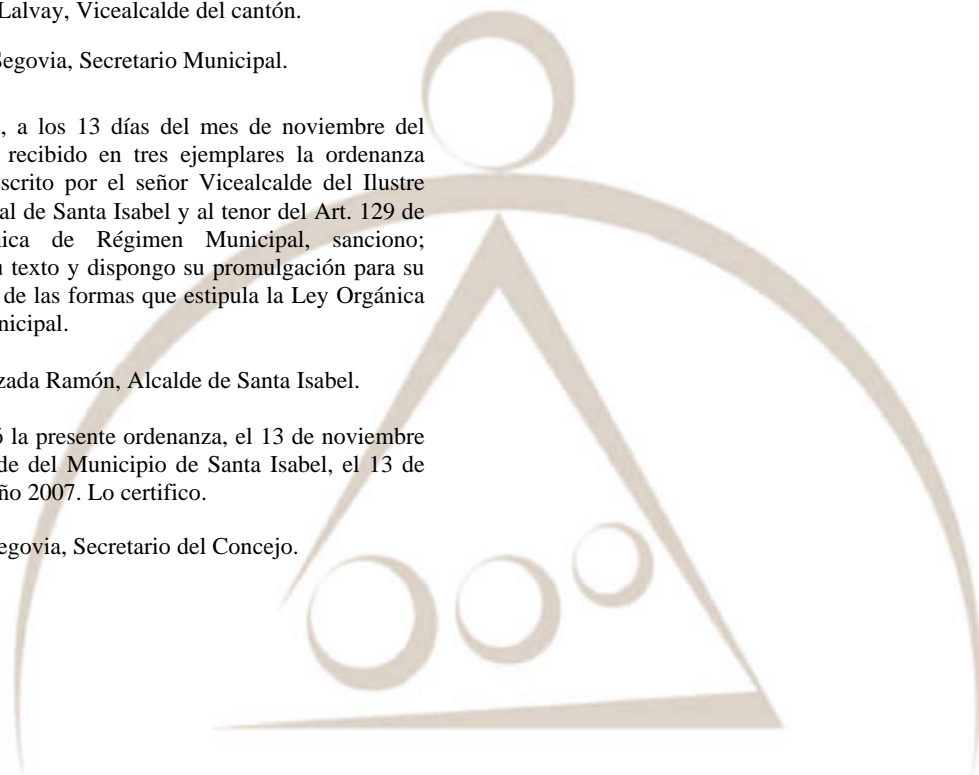 Lalvay, Vicealcalde del cantón.
Segovia, Secretario Municipal.
, a los 13 días del mes de noviembre del
recibido en tres ejemplares la ordenanza
scrito por el señor Vicealcalde del Ilustre
al de Santa Isabel y al tenor del Art. 129 de
nica de Régimen Municipal, sanciono;
u texto y dispongo su promulgación para su
de las formas que estipula la Ley Orgánica
nicipal.
zada Ramón, Alcalde de Santa Isabel.
ó la presente ordenanza, el 13 de noviembre
de del Municipio de Santa Isabel, el 13 de
ño 2007. Lo certifico.
egovia, Secretario del Concejo.